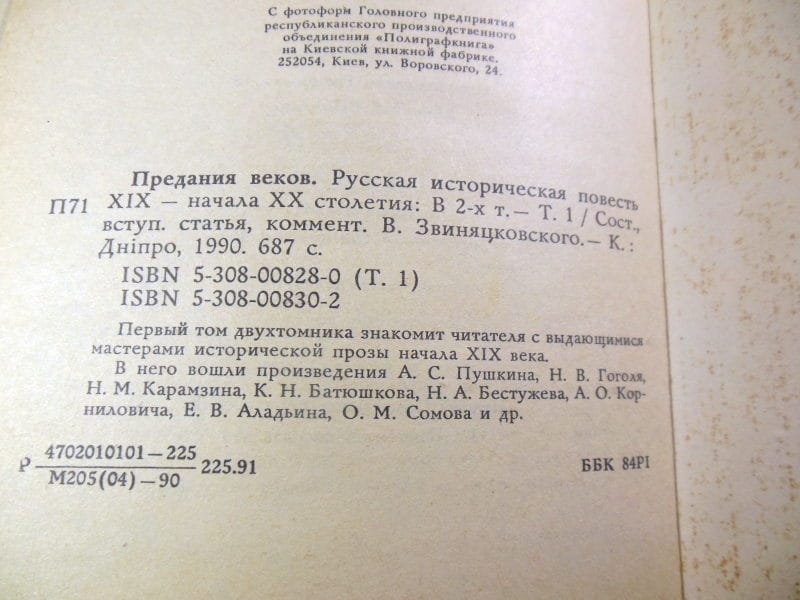 С фотоформ Головного предприятия
республиканского производственного
объединения «Полиграфкнига»
на Киевской книжной фабрике.
252054, Киев, ул. Воровского, 24.
Предания веков. Русская историческая повесть
П71 XIX — начала XX столетия: В 2-х т.— Т. 1 / Сост.,
вступ. статья, коммент. В. Звиняцковского.— К.:
Дніпро, 1990. 687 с.
ISBN 5-308-00828-0 (Т. 1)
ISBN 5-308-00830-2
Первый том двухтомника знакомит читателя с выдающимися
мастерами исторической прозы начала XIX века.
В него вошли произведения А. С. Пушкина, Н. В. Гоголя,
Н. М. Карамзина, К. Н. Батюшкова, Н. А. Бестужева, А. О. Кор-
ниловича, Е. В. Аладьина, О. М. Сомова и др.
Р 4702010101—225 225.91
М205(04)—90
ББК 84Р1